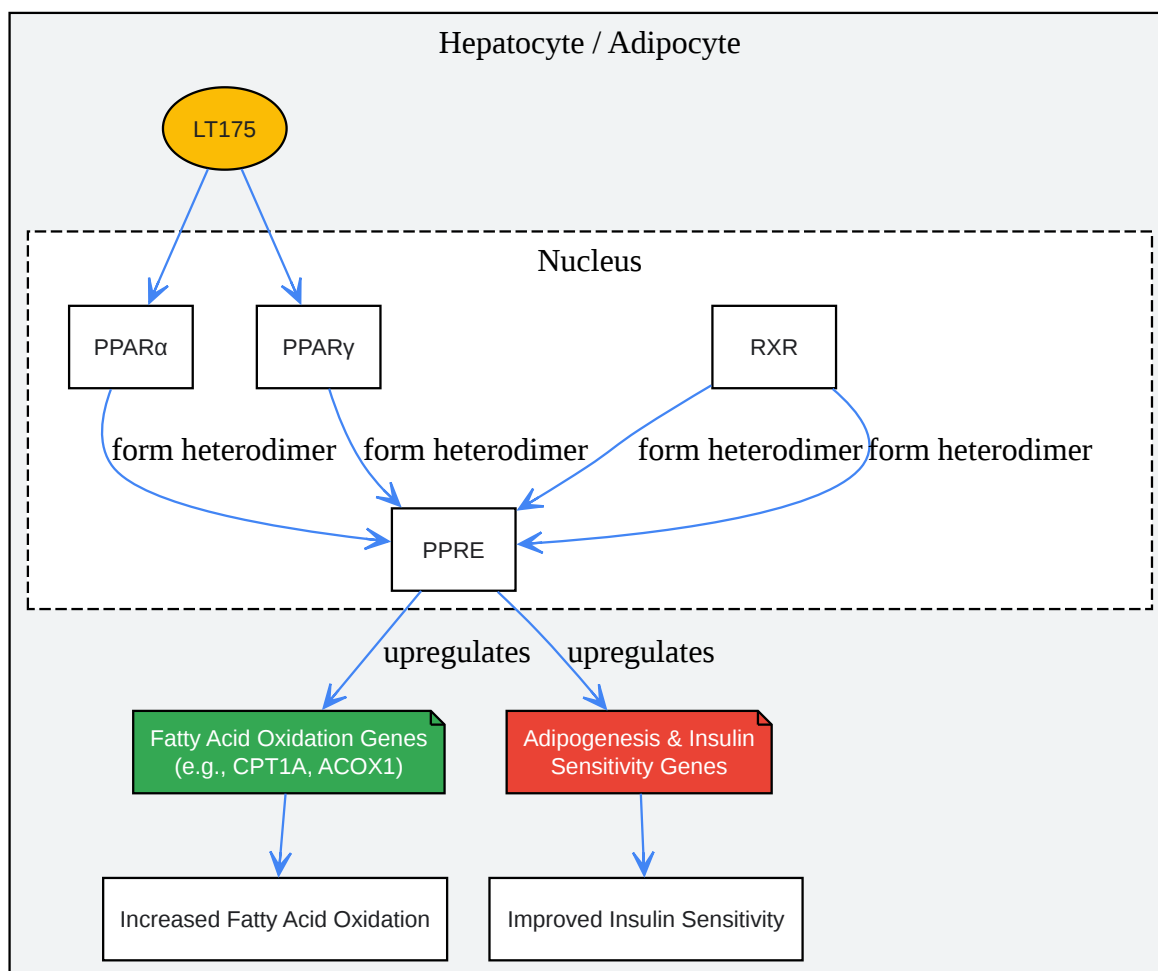 Hepatocyte / Adipocyte
LT175
Nucleus
PPARα
PPARγ
RXR
form heterodimer
form heterodimer
form heterodimer
form heterodimer
PPRE
upregulates
upregulates
Fatty Acid Oxidation Genes
(e.g., CPT1A, ACOX1)
Adipogenesis & Insulin
Sensitivity Genes
Increased Fatty Acid Oxidation
Improved Insulin Sensitivity